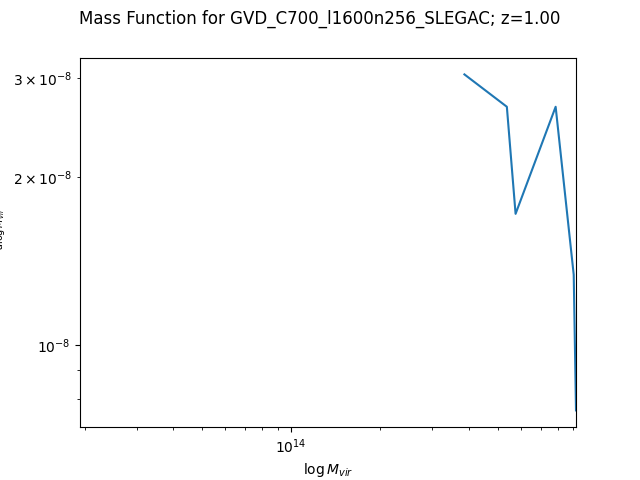 Mass Function for GVD_C700_l1600n256_SLEGAC; z=1.00
3 × 10⁻⁸
2 × 10⁻⁸
10⁻⁸
10¹⁴
log M_vir